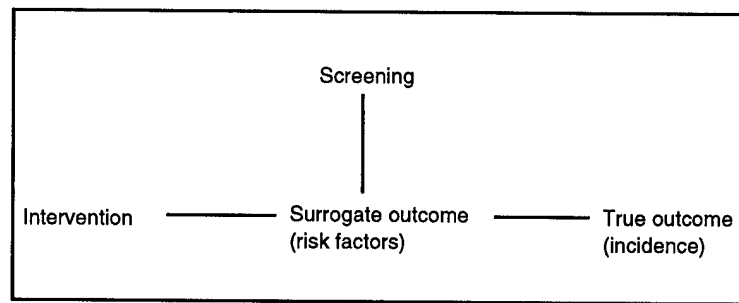 Screening
Intervention
Surrogate outcome
(risk factors)
True outcome
(incidence)